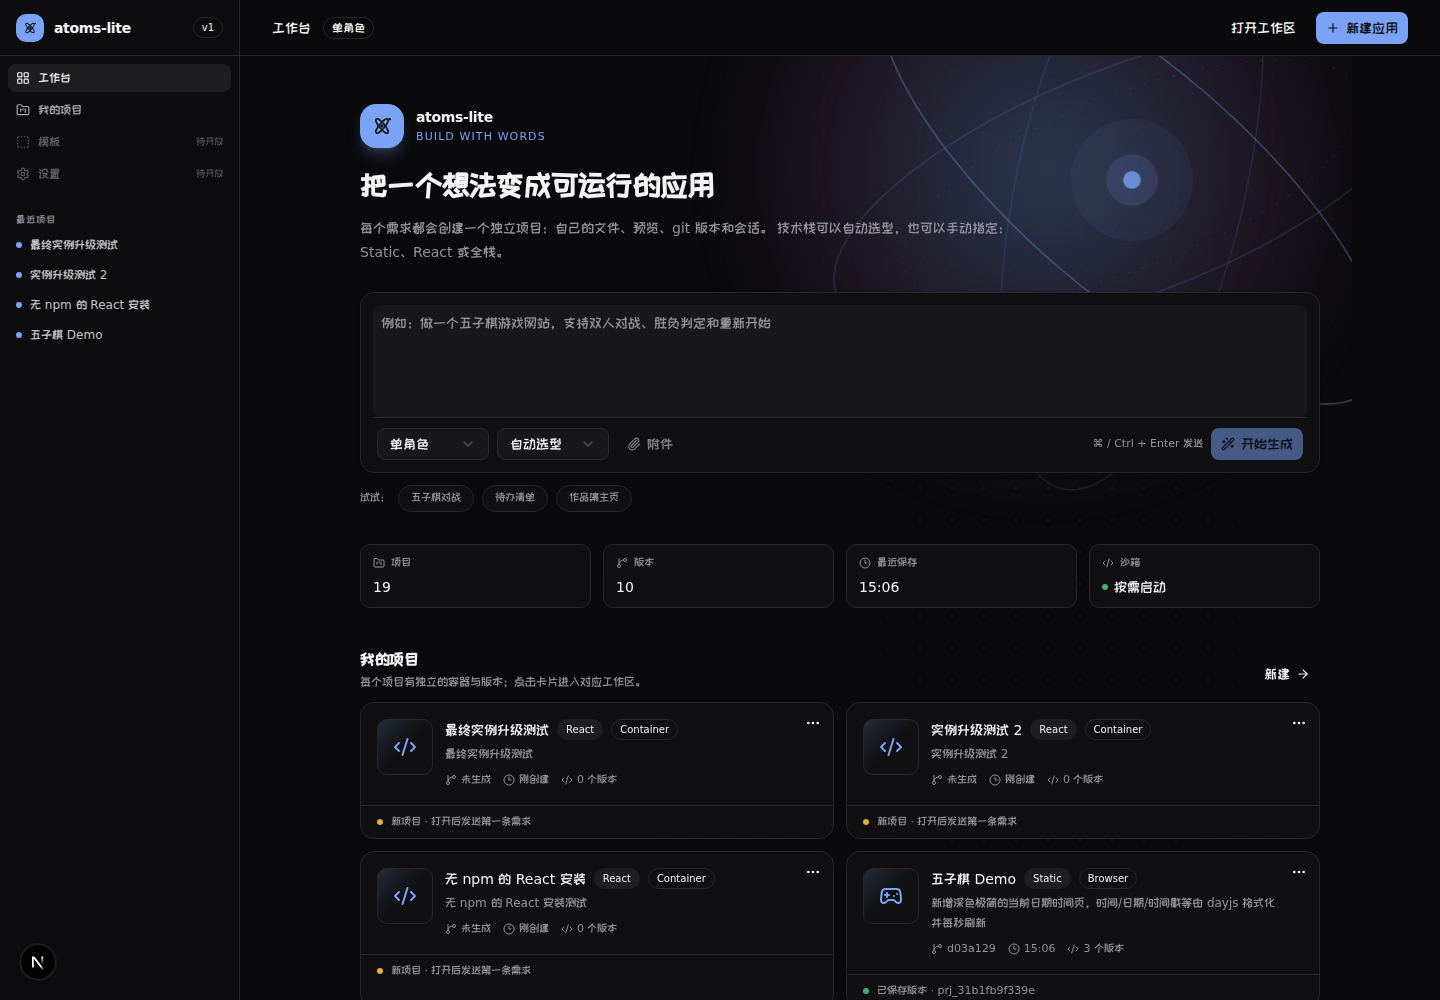 atoms-lite
v1
工作台
我的项目
模板
待开放
设置
待开放
最近项目
最终实例升级测试
实例升级测试 2
无 npm 的 React 安装
五子棋 Demo
N
工作台
单角色
打开工作区
新建应用
atoms-lite
BUILD WITH WORDS
把一个想法变成可运行的应用
每个需求都会创建一个独立项目：自己的文件、预览、git 版本和会话。 技术栈可以自动选型，也可以手动指定：
Static、React 或全栈。
例如：做一个五子棋游戏网站，支持双人对战、胜负判定和重新开始
单角色
自动选型
附件
⌘ / Ctrl + Enter 发送
开始生成
试试：
五子棋对战
待办清单
作品集主页
项目
19
版本
10
最近保存
15:06
沙箱
按需启动
我的项目
每个项目有独立的容器与版本；点击卡片进入对应工作区。
新建
最终实例升级测试
React
Container
最终实例升级测试
未生成
刚创建
0 个版本
新项目 · 打开后发送第一条需求
实例升级测试 2
React
Container
实例升级测试 2
未生成
刚创建
0 个版本
新项目 · 打开后发送第一条需求
无 npm 的 React 安装
React
Container
无 npm 的 React 安装测试
未生成
刚创建
0 个版本
新项目 · 打开后发送第一条需求
五子棋 Demo
Static
Browser
新增深色极简的当前日期时间页，时间/日期/时间戳等由 dayjs 格式化
并每秒刷新
d03a129
15:06
3 个版本
已保存版本 · prj_31b1fb9f339e